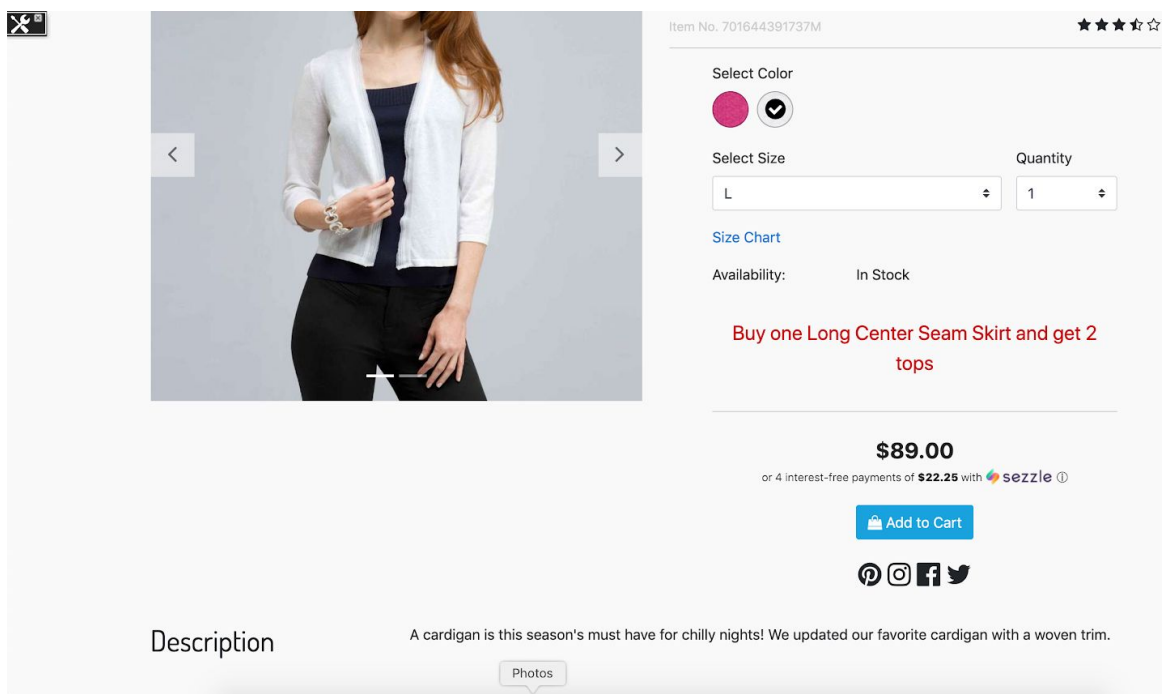 Item No. 701644391737M
Select Color
Select Size
Quantity
L
1
Size Chart
Availability:
In Stock
Buy one Long Center Seam Skirt and get 2
tops
$89.00
or 4 interest-free payments of $22.25 with sezzle
Add to Cart
Description
A cardigan is this season's must have for chilly nights! We updated our favorite cardigan with a woven trim.
Photos